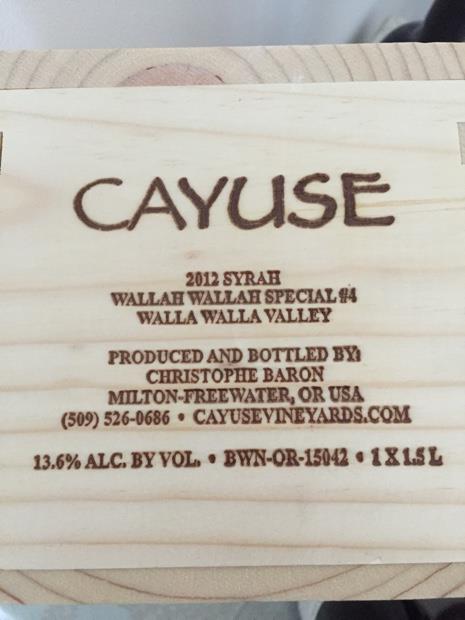 CAYUSE
2012 SYRAH
WALLAH WALLAH SPECIAL #4
WALLA WALLA VALLEY
PRODUCED AND BOTTLED BY:
CHRISTOPHE BARON
MILTON-FREEWATER, OR USA
(509) 526-0686 • CAYUSEVINEYARDS.COM
13.6% ALC. BY VOL. • BWN-OR-15042 • 1 X 1.5 L